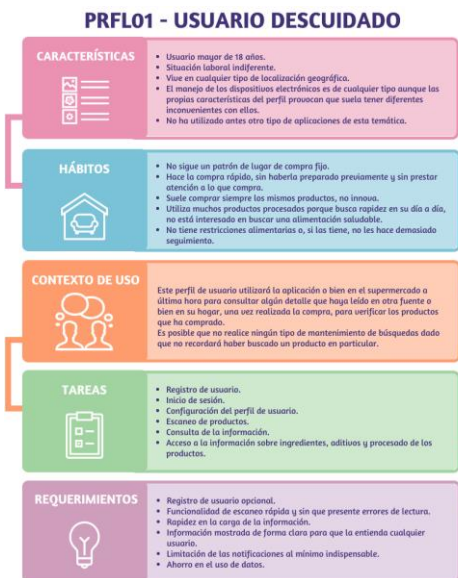 PRFL01 - USUARIO DESCUIDADO
CARACTERÍSTICAS
• Usuario mayor de 18 años.
• Situación laboral indiferente.
• Vive en cualquier tipo de localización geográfica.
• El manejo de los dispositivos electrónicos es de cualquier tipo aunque las
propias características del perfil provocan que suela tener diferentes
inconvenientes con ellos.
• No ha utilizado antes otro tipo de aplicaciones de esta temática.
HÁBITOS
• No sigue un patrón de lugar de compra fijo.
• Hace la compra rápido, sin haberla preparado previamente y sin prestar
atención a lo que compra.
• Suele comprar siempre los mismos productos, no innova.
• Utiliza muchos productos procesados porque busca rapidez en su día a día,
no está interesado en buscar una alimentación saludable.
• No tiene restricciones alimentarias o, si las tiene, no les hace demasiado
seguimiento.
CONTEXTO DE USO
Este perfil de usuario utilizará la aplicación o bien en el supermercado a
última hora para consultar algún detalle que haya leído en otra fuente o
bien en su hogar, una vez realizada la compra, para verificar los productos
que ha comprado.
Es posible que no realice ningún tipo de mantenimiento de búsquedas dado
que no recordará haber buscado un producto en particular.
TAREAS
• Registro de usuario.
• Inicio de sesión.
• Configuración del perfil de usuario.
• Escaneo de productos.
• Consulta de la información.
• Acceso a la información sobre ingredientes, aditivos y procesado de los
productos.
REQUERIMIENTOS
• Registro de usuario opcional.
• Funcionalidad de escaneo rápida y sin que presente errores de lectura.
• Rapidez en la carga de la información.
• Información mostrada de forma clara para que la entienda cualquier
usuario.
• Limitación de las notificaciones al mínimo indispensable.
• Ahorro en el uso de datos.